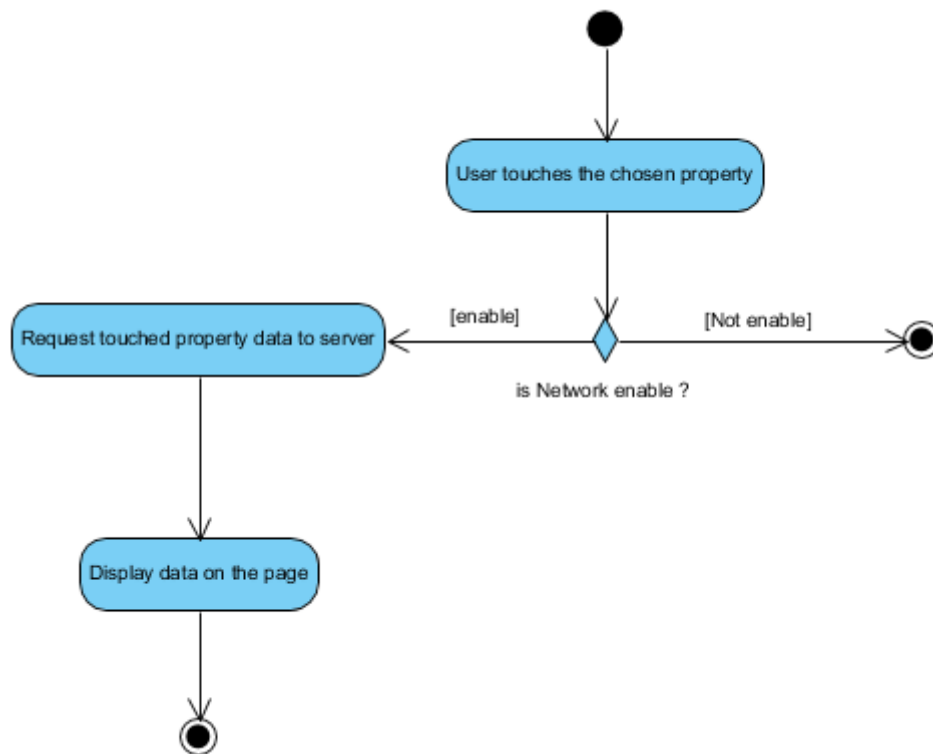 User touches the chosen property
[enable]
[Not enable]
Request touched property data to server
is Network enable ?
Display data on the page